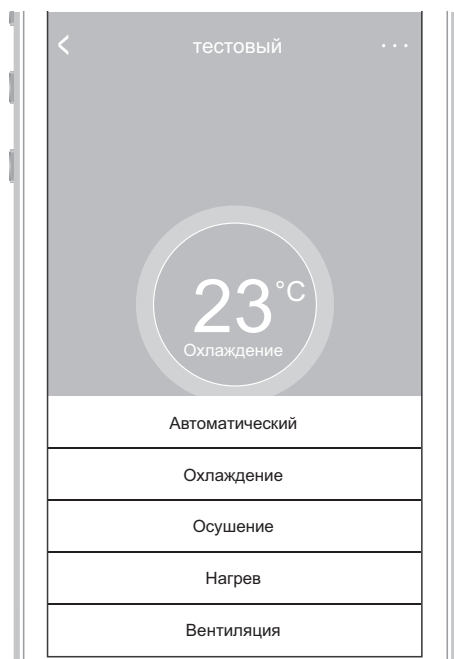 тестовый
23°C
Охлаждение
Автоматический
Охлаждение
Осушение
Нагрев
Вентиляция